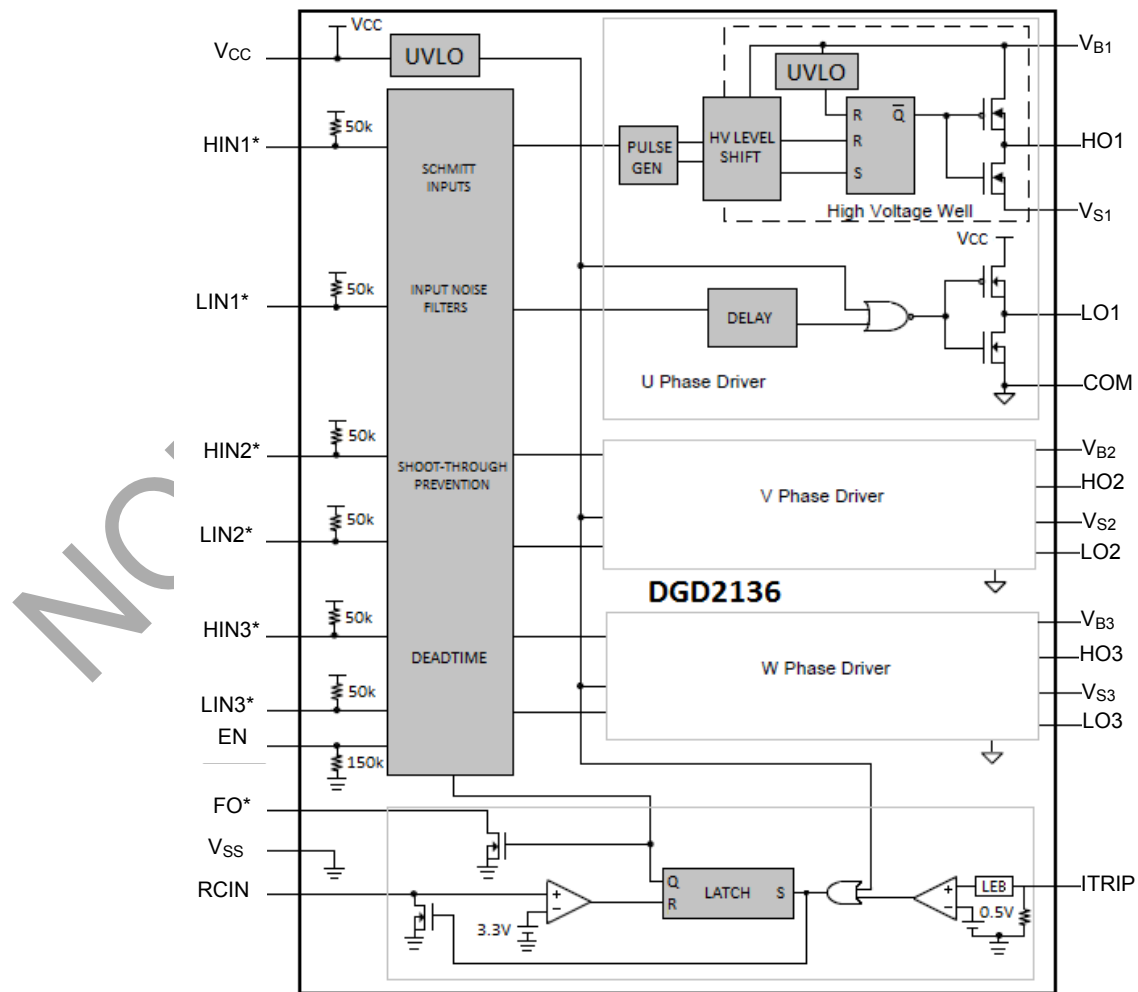 VCC
VCC
UVLO
VB1
UVLO
HIN1*
50k
SCHMITT
INPUTS
PULSE
GEN
HV LEVEL
SHIFT
R
Q
R
S
HO1
High Voltage Well
VS1
VCC
LIN1*
50k
INPUT NOISE
FILTERS
DELAY
LO1
U Phase Driver
COM
HIN2*
50k
SHOOT-THROUGH
PREVENTION
V Phase Driver
VB2
HO2
VS2
LO2
LIN2*
50k
DGD2136
HIN3*
50k
DEADTIME
W Phase Driver
VB3
HO3
VS3
LO3
LIN3*
50k
EN
150k
FO*
VSS
RCIN
3.3V
Q
R
LATCH
S
LEB
0.5V
ITRIP